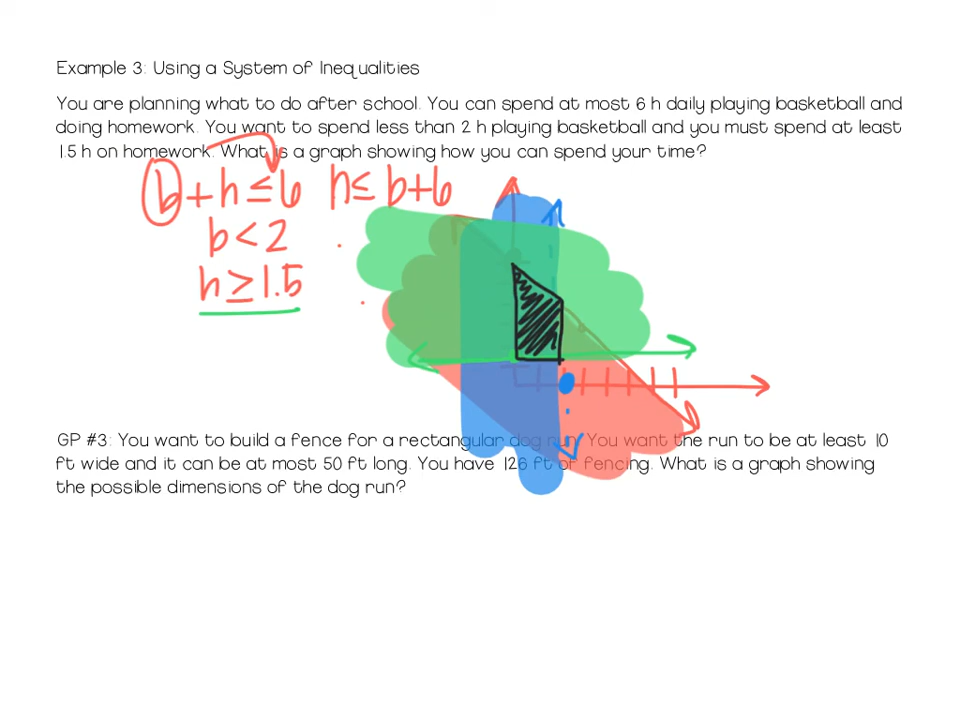 Example 3: Using a System of Inequalities
You are planning what to do after school. You can spend at most 6 h daily playing basketball and
doing homework. You want to spend less than 2 h playing basketball and you must spend at least
1.5 h on homework. What is a graph showing how you can spend your time?
b+h≤6 h≤ b+6
b<2
h≥1.5
GP #3: You want to build a fence for a rectangular dog run. You want the run to be at least 10
ft wide and it can be at most 50 ft long. You have 126 ft of fencing. What is a graph showing
the possible dimensions of the dog run?